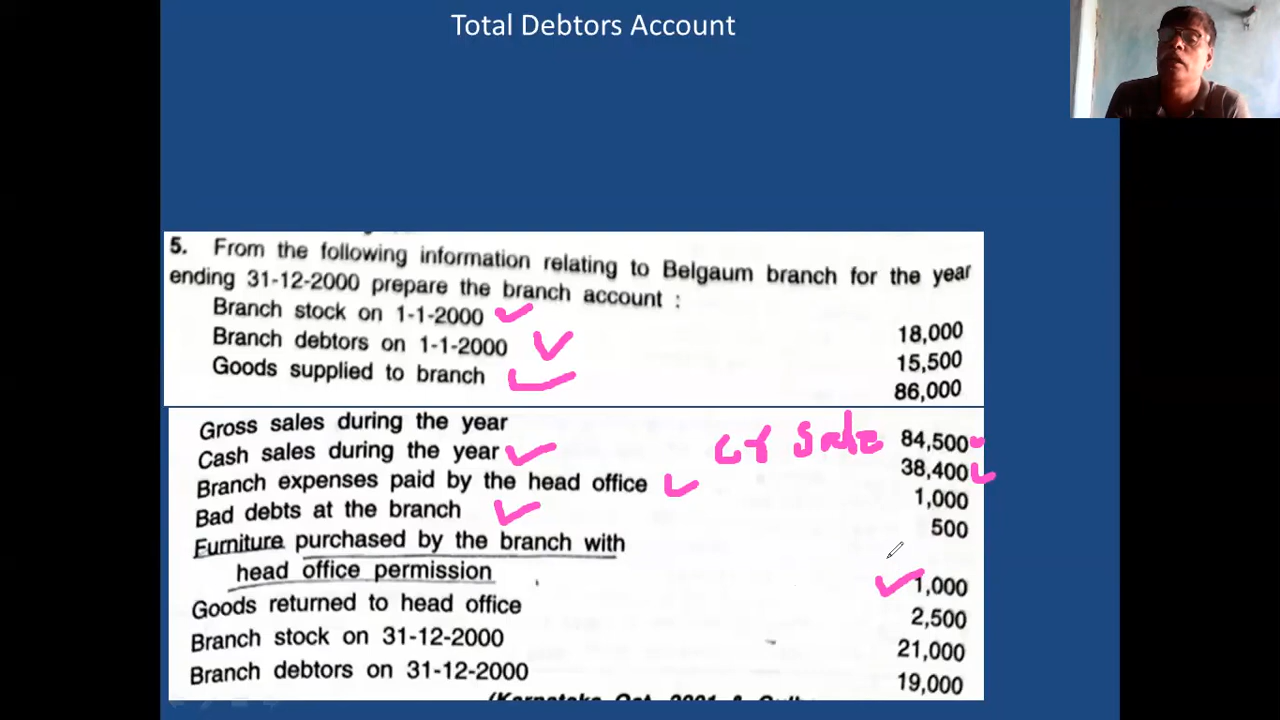 Total Debtors Account
5. From the following information relating to Belgaum branch for the year
ending 31-12-2000 prepare the branch account :
Branch stock on 1-1-2000 18,000
Branch debtors on 1-1-2000 15,500
Goods supplied to branch 86,000
Gross sales during the year 84,500
Cash sales during the year 38,400
Cr Sale
Branch expenses paid by the head office 1,000
Bad debts at the branch 500
Furniture purchased by the branch with
head office permission 1,000
Goods returned to head office 2,500
Branch stock on 31-12-2000 21,000
Branch debtors on 31-12-2000 19,000